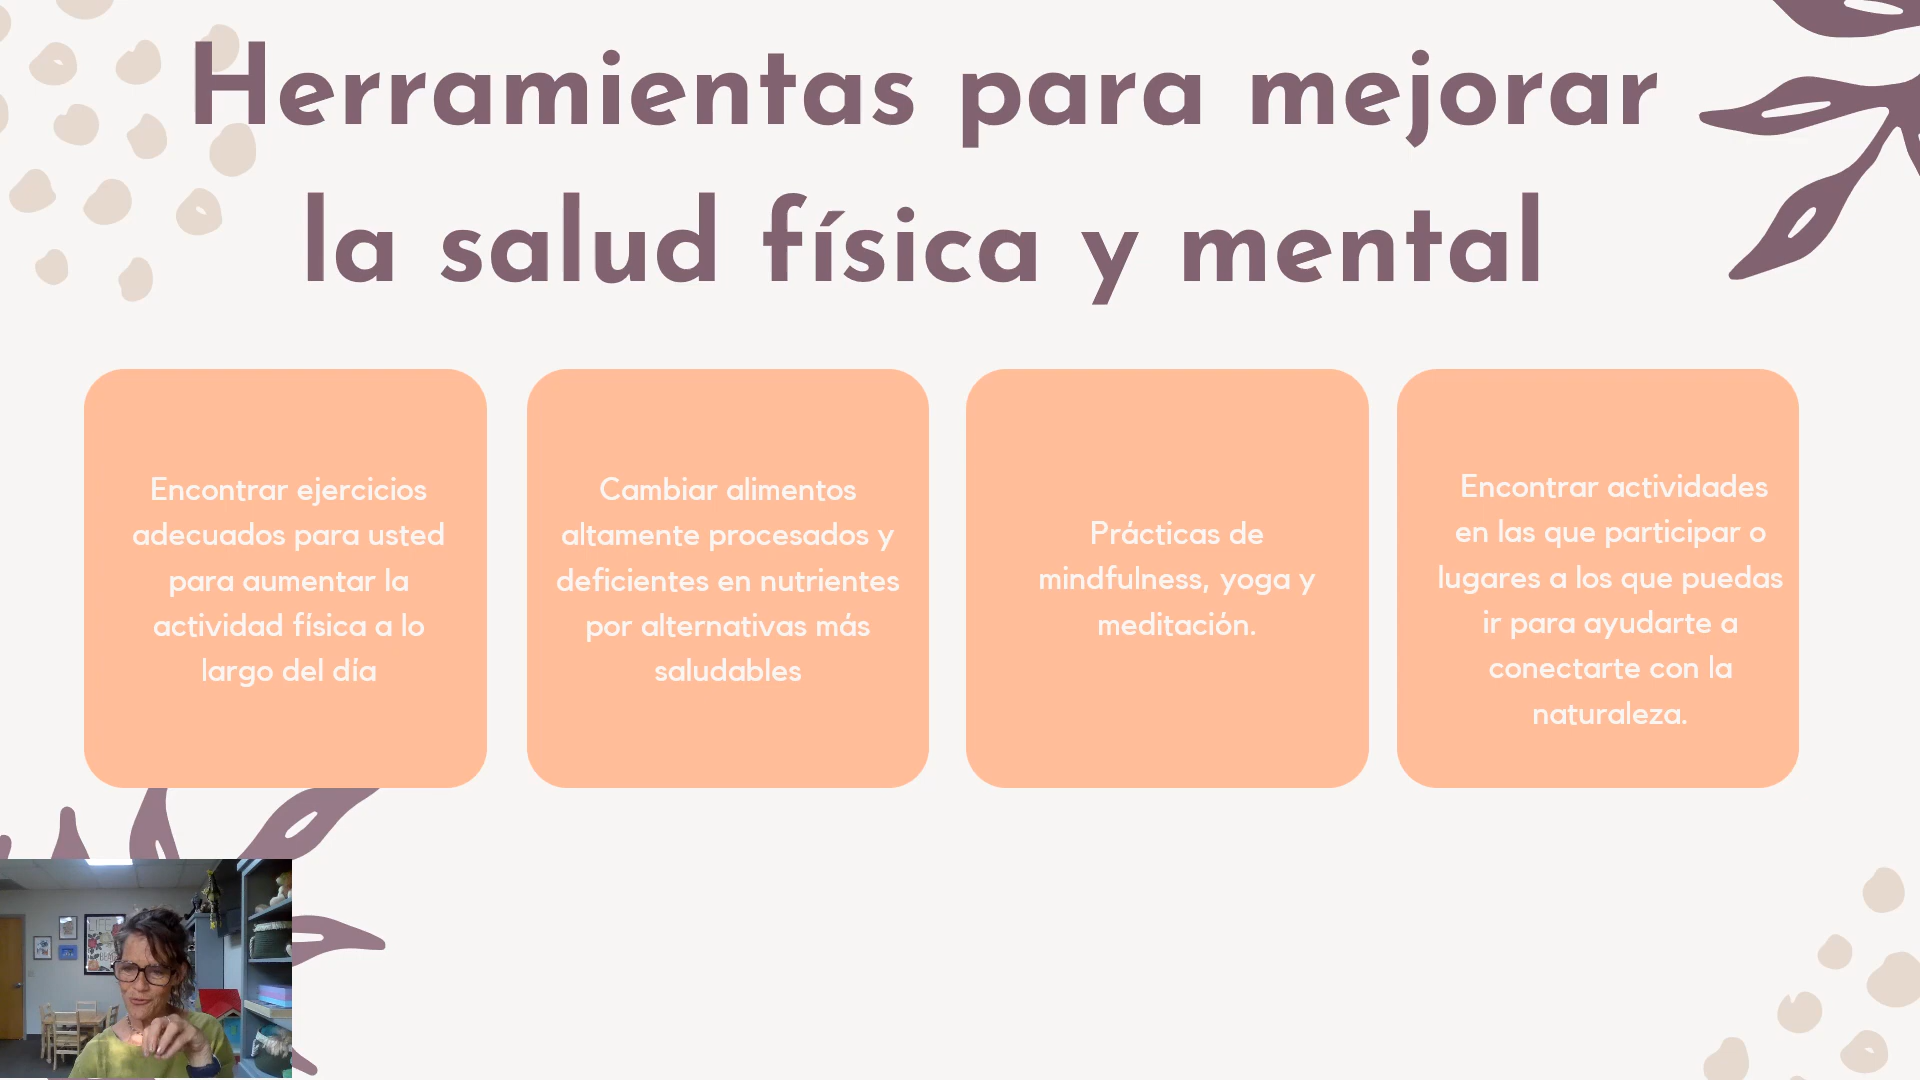 Herramientas para mejorar
la salud física y mental
Encontrar ejercicios
adecuados para usted
para aumentar la
actividad física a lo
largo del día
Cambiar alimentos
altamente procesados y
deficientes en nutrientes
por alternativas más
saludables
Prácticas de
mindfulness, yoga y
meditación.
Encontrar actividades
en las que participar o
lugares a los que puedas
ir para ayudarte a
conectarte con la
naturaleza.